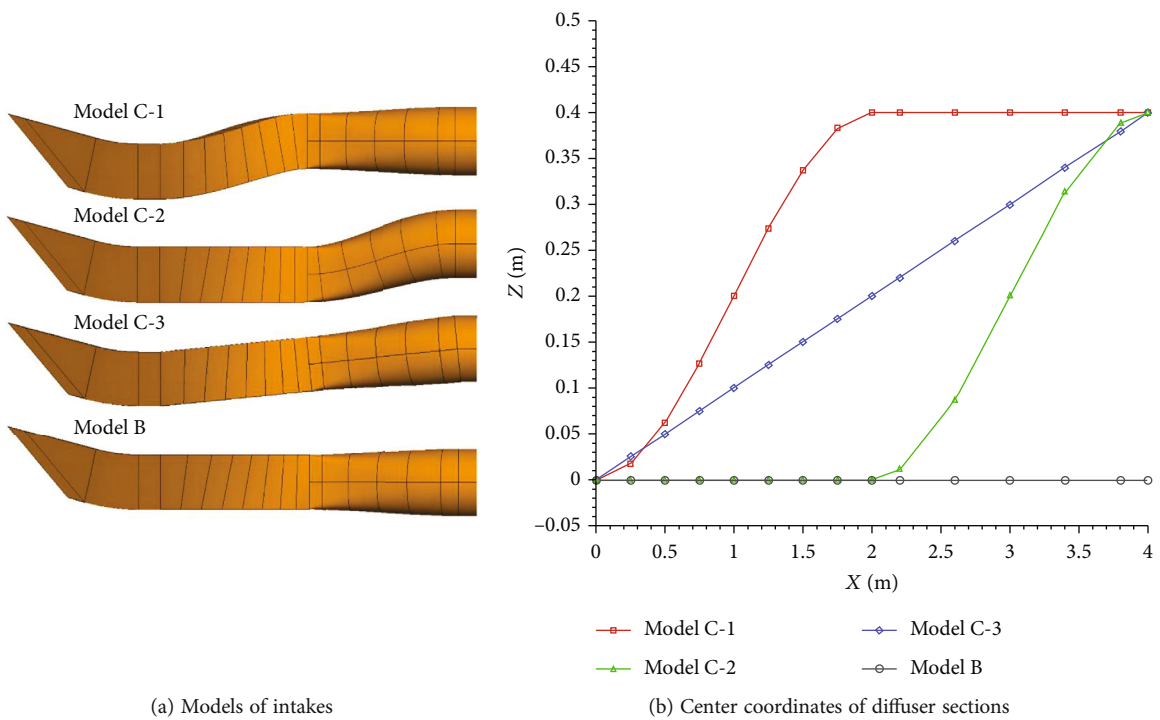 Model C-1
Model C-2
Model C-3
Model B
(a) Models of intakes
0.5
0.45
0.4
0.35
0.3
0.25
0.2
0.15
0.1
0.05
0
–0.05
Z (m)
0 0.5 1 1.5 2 2.5 3 3.5 4
X (m)
Model C-1 Model C-3
Model C-2 Model B
(b) Center coordinates of diffuser sections